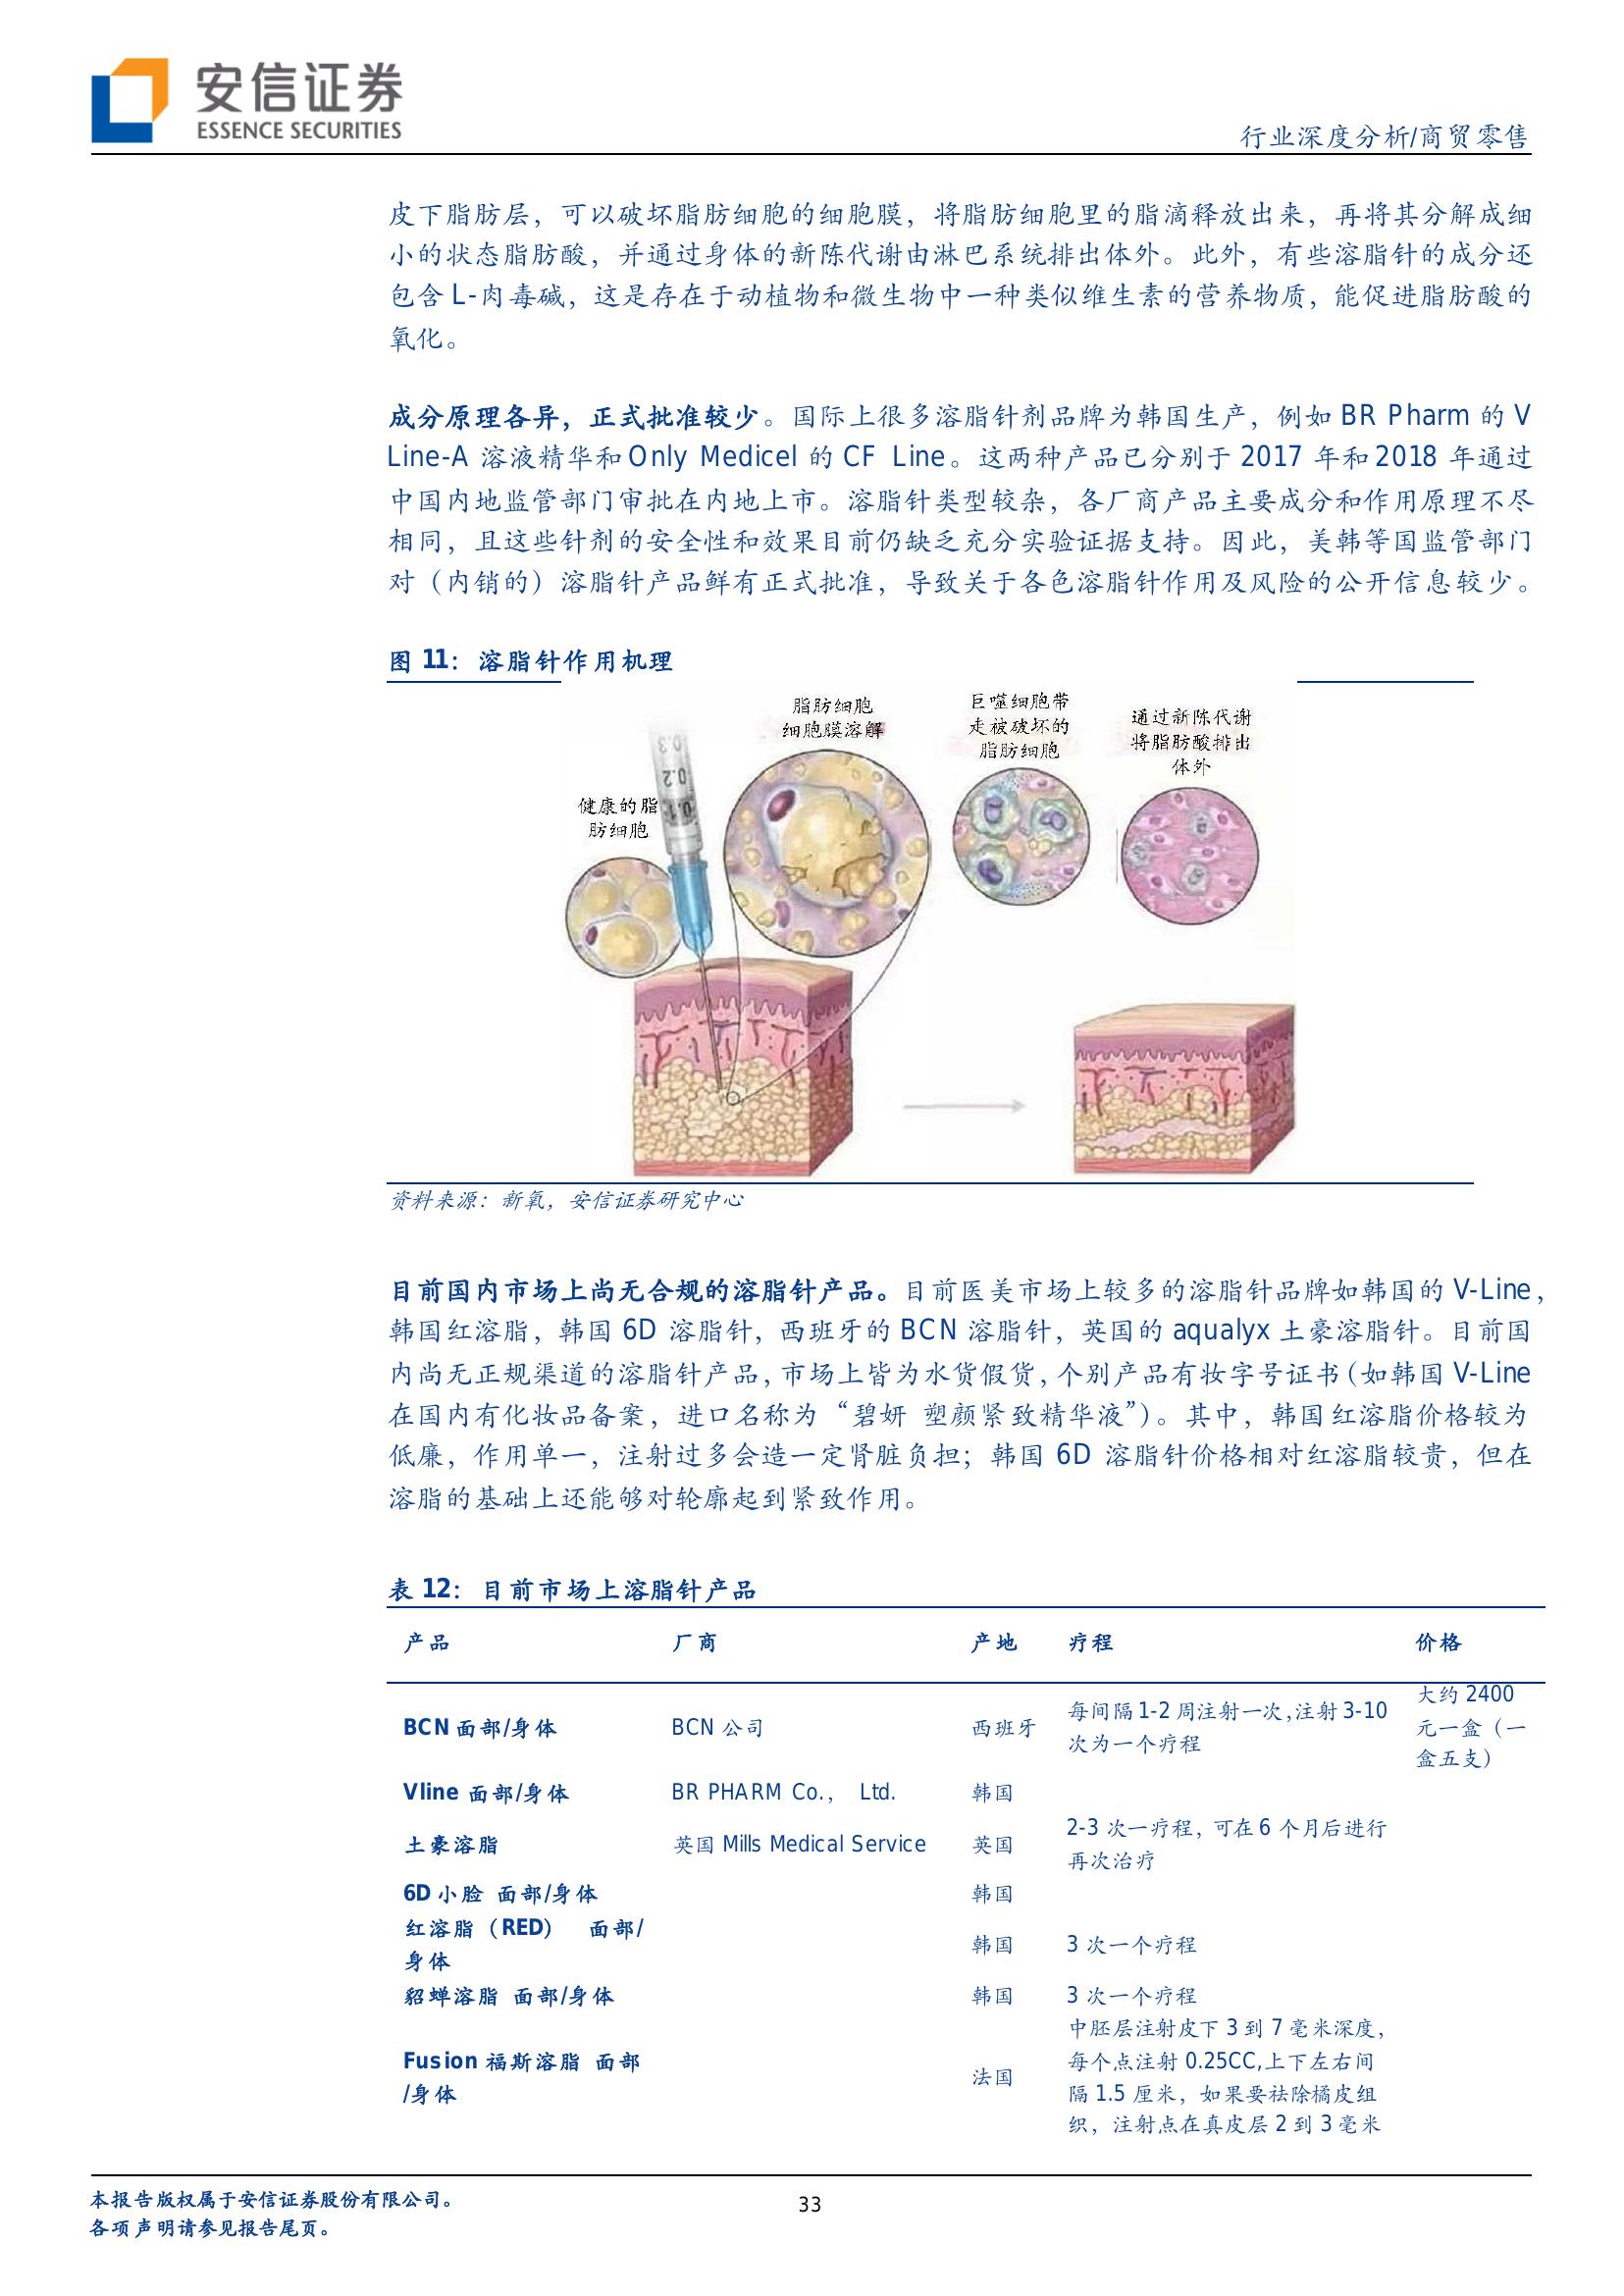 安信证券
ESSENCE SECURITIES
行业深度分析/商贸零售
皮下脂肪层，可以破坏脂肪细胞的细胞膜，将脂肪细胞里的脂滴释放出来，再将其分解成细
小的状态脂肪酸，并通过身体的新陈代谢由淋巴系统排出体外。此外，有些溶脂针的成分还
包含 L-肉毒碱，这是存在于动植物和微生物中一种类似维生素的营养物质，能促进脂肪酸的
氧化。
成分原理各异，正式批准较少。国际上很多溶脂针剂品牌为韩国生产，例如 BR Pharm 的 V
Line-A 溶液精华和 Only Medicel 的 CF Line。这两种产品已分别于 2017 年和 2018 年通过
中国内地监管部门审批在内地上市。溶脂针类型较杂，各厂商产品主要成分和作用原理不尽
相同，且这些针剂的安全性和效果目前仍缺乏充分实验证据支持。因此，美韩等国监管部门
对（内销的）溶脂针产品鲜有正式批准，导致关于各色溶脂针作用及风险的公开信息较少。
图 11：溶脂针作用机理
脂肪细胞
细胞膜溶解
巨噬细胞带
走被破坏的
脂肪细胞
通过新陈代谢
将脂肪酸排出
体外
健康的脂
肪细胞
0.3
0.2
0.1
资料来源：新氧，安信证券研究中心
目前国内市场上尚无合规的溶脂针产品。目前医美市场上较多的溶脂针品牌如韩国的 V-Line，
韩国红溶脂，韩国 6D 溶脂针，西班牙的 BCN 溶脂针，英国的 aqualyx 土豪溶脂针。目前国
内尚无正规渠道的溶脂针产品，市场上皆为水货假货，个别产品有妆字号证书（如韩国 V-Line
在国内有化妆品备案，进口名称为“碧妍 塑颜紧致精华液”）。其中，韩国红溶脂价格较为
低廉，作用单一，注射过多会造一定肾脏负担；韩国 6D 溶脂针价格相对红溶脂较贵，但在
溶脂的基础上还能够对轮廓起到紧致作用。
表 12：目前市场上溶脂针产品
产品 厂商 产地 疗程 价格
BCN 面部/身体 BCN 公司 西班牙 每间隔 1-2 周注射一次,注射 3-10
次为一个疗程
大约 2400
元一盒（一
盒五支）
Vline 面部/身体 BR PHARM Co.， Ltd. 韩国
土豪溶脂 英国 Mills Medical Service 英国 2-3 次一疗程，可在 6 个月后进行
再次治疗
6D 小脸 面部/身体 韩国
红溶脂（RED） 面部/
身体 韩国 3 次一个疗程
貂蝉溶脂 面部/身体 韩国 3 次一个疗程
Fusion 福斯溶脂 面部
/身体 法国
中胚层注射皮下 3 到 7 毫米深度，
每个点注射 0.25CC,上下左右间
隔 1.5 厘米，如果要祛除橘皮组
织，注射点在真皮层 2 到 3 毫米
本报告版权属于安信证券股份有限公司。
各项声明请参见报告尾页。
33